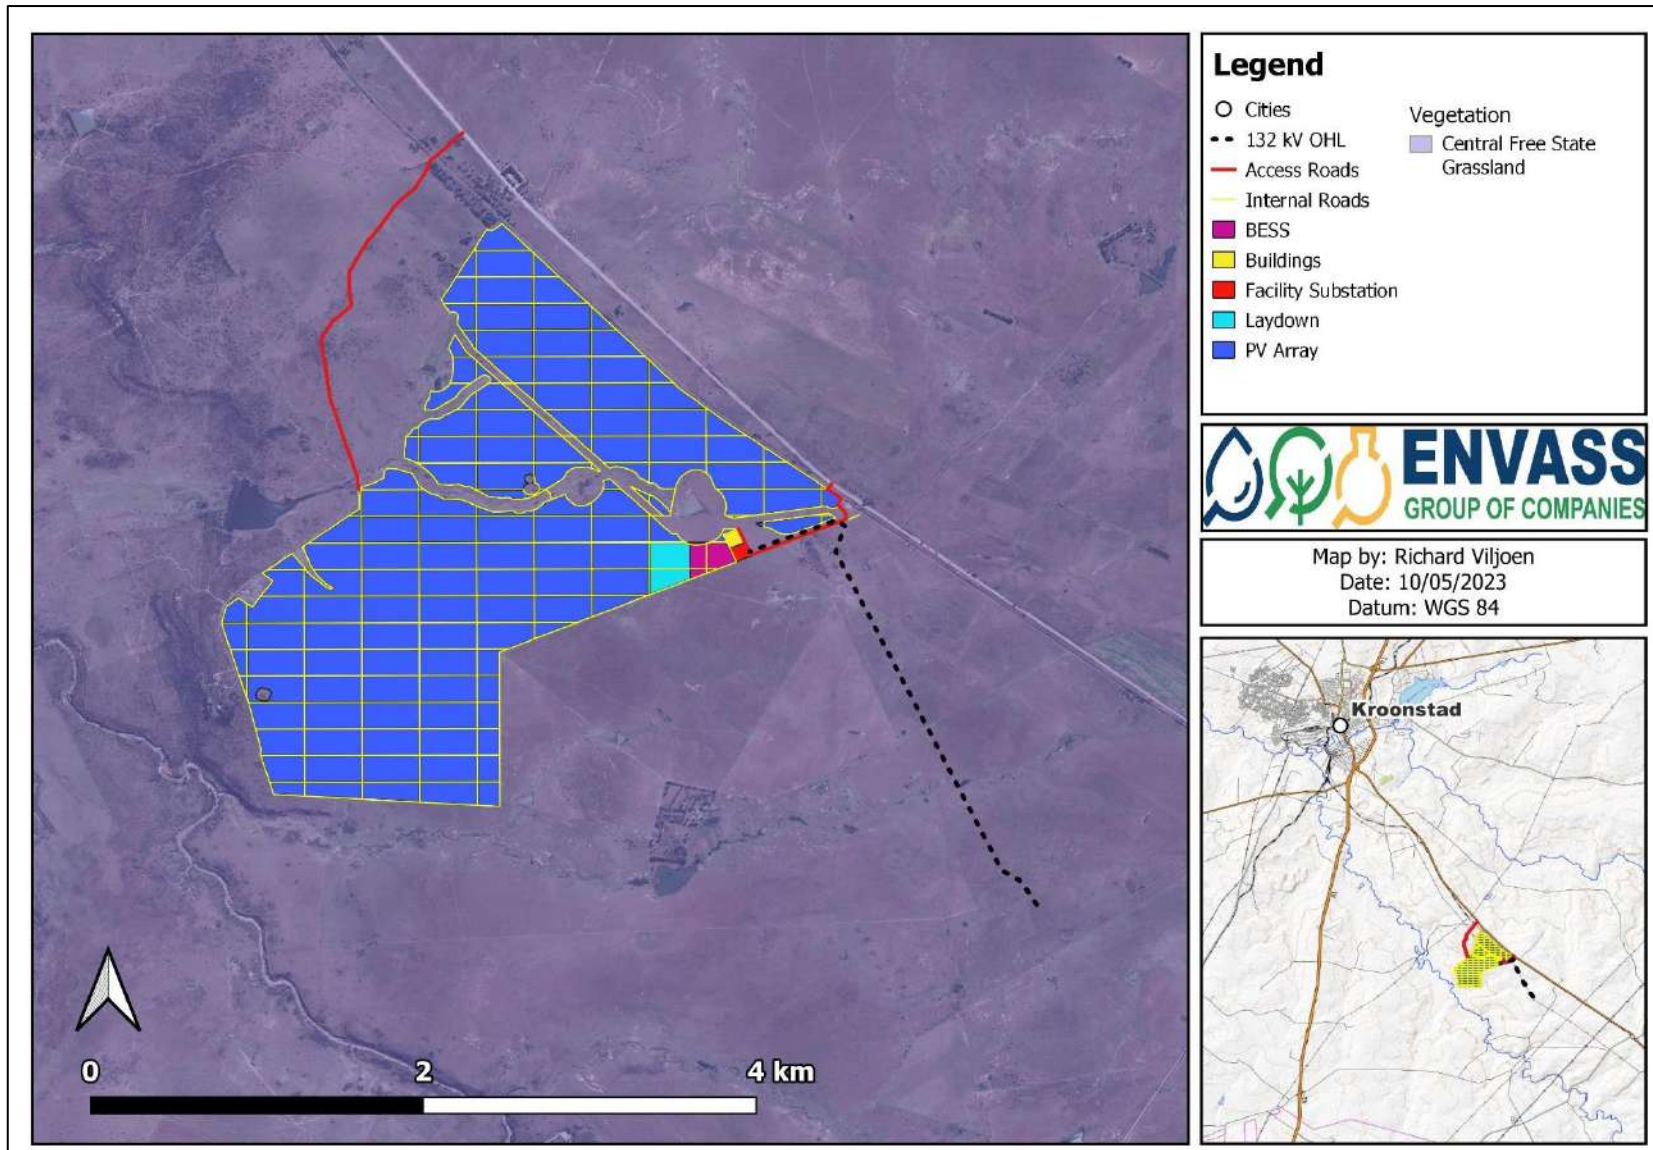 Legend
Cities
132 kV OHL
Access Roads
Internal Roads
BESS
Buildings
Facility Substation
Laydown
PV Array
Vegetation
Central Free State
Grassland
ENVASS
GROUP OF COMPANIES
Map by: Richard Viljoen
Date: 10/05/2023
Datum: WGS 84
Kroonstad
0 2 4 km